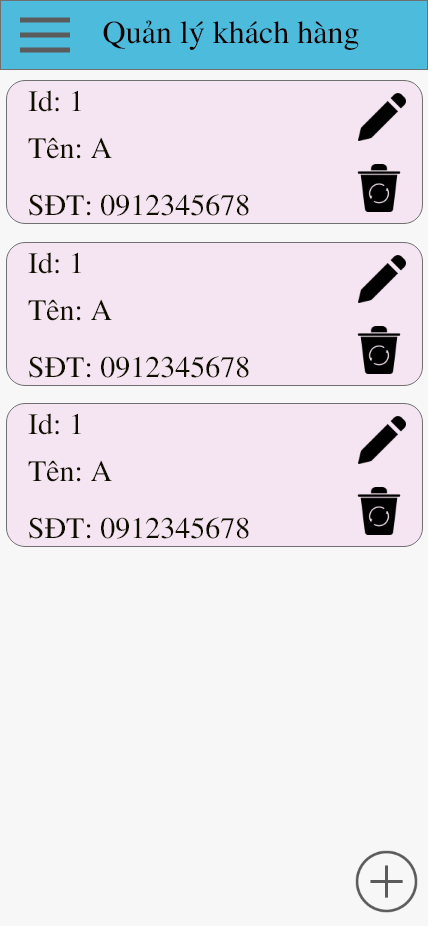 Quản lý khách hàng
Id: 1
Tên: A
SĐT: 0912345678
Id: 1
Tên: A
SĐT: 0912345678
Id: 1
Tên: A
SĐT: 0912345678